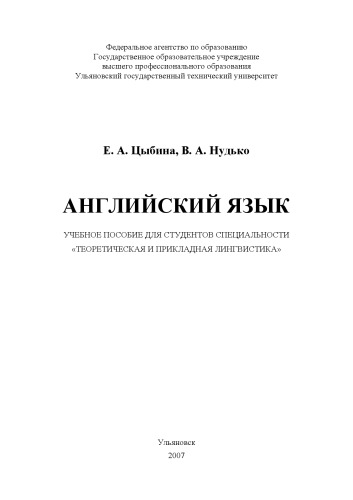 Федеральное агентство по образованию
Государственное образовательное учреждение
высшего профессионального образования
Ульяновский государственный технический университет
Е. А. Цыбина, В. А. Нудько
АНГЛИЙСКИЙ ЯЗЫК
УЧЕБНОЕ ПОСОБИЕ ДЛЯ СТУДЕНТОВ СПЕЦИАЛЬНОСТИ
«ТЕОРЕТИЧЕСКАЯ И ПРИКЛАДНАЯ ЛИНГВИСТИКА»
Ульяновск
2007